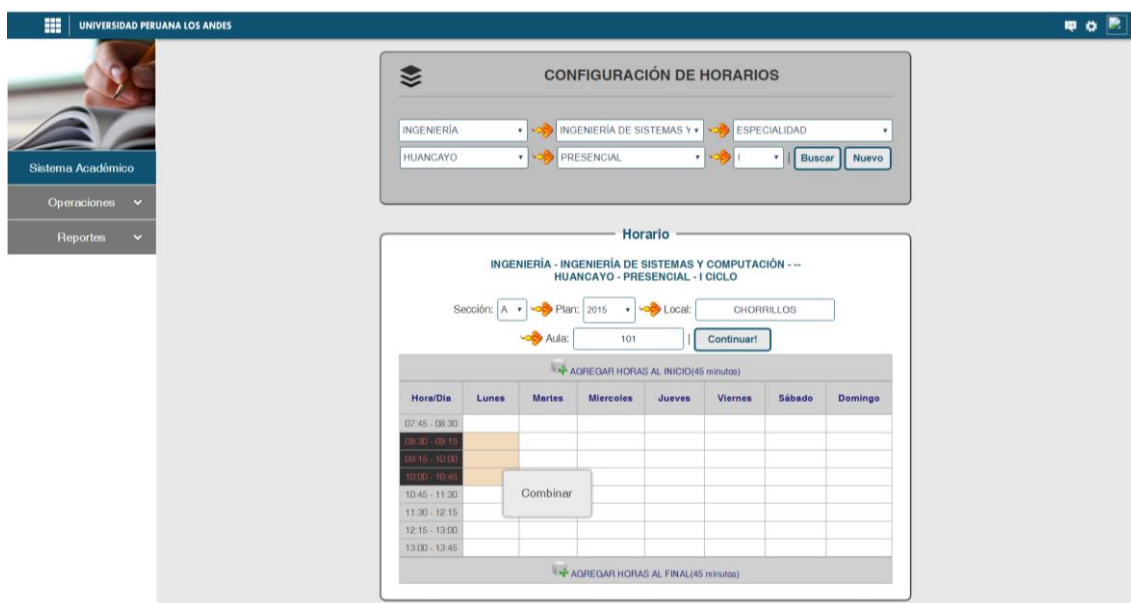 UNIVERSIDAD PERUANA LOS ANDES
CONFIGURACIÓN DE HORARIOS
INGENIERÍA INGENIERÍA DE SISTEMAS Y ESPECIALIDAD
HUANCAYO PRESENCIAL I | Buscar Nuevo
Sistema Académico
Operaciones
Reportes
Horario
INGENIERÍA - INGENIERÍA DE SISTEMAS Y COMPUTACIÓN - --
HUANCAYO - PRESENCIAL - I CICLO
Sección: A Plan: 2015 Local: CHORRILLOS
Aula: 101 | Continuar!
AGREGAR HORAS AL INICIO(45 minutos)
Hora/Dia Lunes Martes Miercoles Jueves Viernes Sábado Domingo
07:45 - 08:30
08:30 - 09:15
09:15 - 10:00
10:00 - 10:45
10:45 - 11:30 Combinar
11:30 - 12:15
12:15 - 13:00
13:00 - 13:45
AGREGAR HORAS AL FINAL(45 minutos)